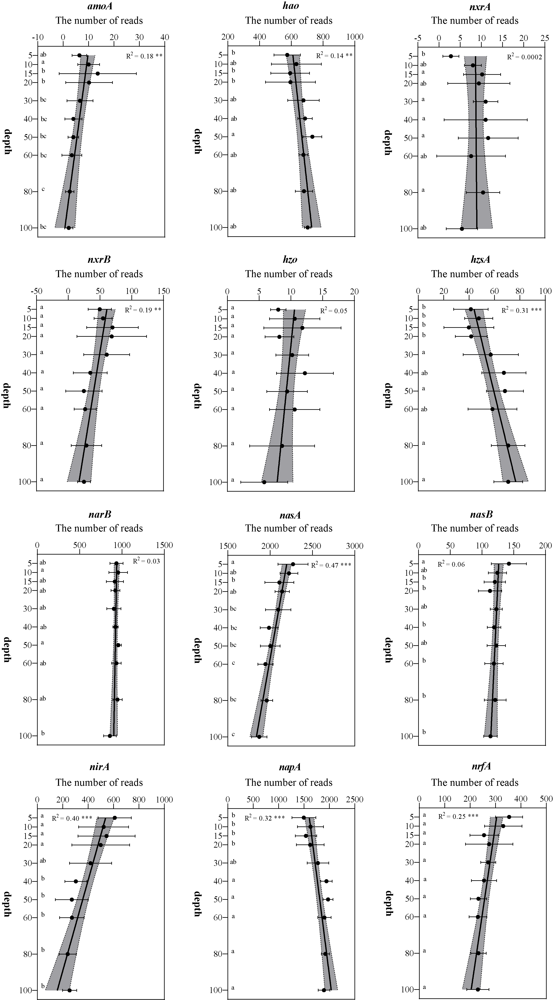 amoA
The number of reads
-10 0 10 20 30 40
R² = 0.18 **
5 ab
10 a
15 b
20 b
30 bc
40 bc
50 bc
60 bc
80 c
100 bc
depth
hao
The number of reads
200 400 600 800 1000
R² = 0.14 **
5 b
10 ab
15 b
20 b
30 ab
40 ab
50 a
60 ab
80 ab
100 ab
depth
nxrA
The number of reads
-5 0 5 10 15 20 25
R² = 0.0002
5 b
10 ab
15 a
20 ab
30 a
40 a
50 a
60 ab
80 a
100 ab
depth
nxrB
The number of reads
-50 0 50 100 150
R² = 0.19 **
5 a
10 a
15 a
20 a
30 a
40 a
50 a
60 a
80 a
100 a
depth
hzo
The number of reads
0 5 10 15 20
R² = 0.05
5 a
10 a
15 a
20 a
30 a
40 a
50 a
60 a
80 a
100 a
depth
hzsA
The number of reads
0 20 40 60 80 100
R² = 0.31 ***
5 b
10 b
15 b
20 b
30 a
40 ab
50 a
60 ab
80 a
100 a
depth
narB
The number of reads
0 500 1000 1500
R² = 0.03
5 ab
10 a
15 ab
20 ab
30 ab
40 ab
50 a
60 ab
80 ab
100 b
depth
nasA
The number of reads
1500 2000 2500 3000
R² = 0.47 ***
5 a
10 ab
15 b
20 ab
30 bc
40 bc
50 bc
60 c
80 bc
100 c
depth
nasB
The number of reads
0 50 100 150 200
R² = 0.06
5 a
10 ab
15 b
20 b
30 ab
40 b
50 ab
60 b
80 b
100 b
depth
nirA
The number of reads
0 200 400 600 800 1000
R² = 0.40 ***
5 a
10 a
15 a
20 a
30 ab
40 b
50 b
60 b
80 b
100 b
depth
napA
The number of reads
0 500 1000 1500 2000 2500
R² = 0.32 ***
5 b
10 b
15 b
20 b
30 ab
40 a
50 a
60 a
80 a
100 a
depth
nrfA
The number of reads
0 100 200 300 400 500
R² = 0.25 ***
5 a
10 a
15 a
20 a
30 a
40 a
50 a
60 a
80 a
100 a
depth